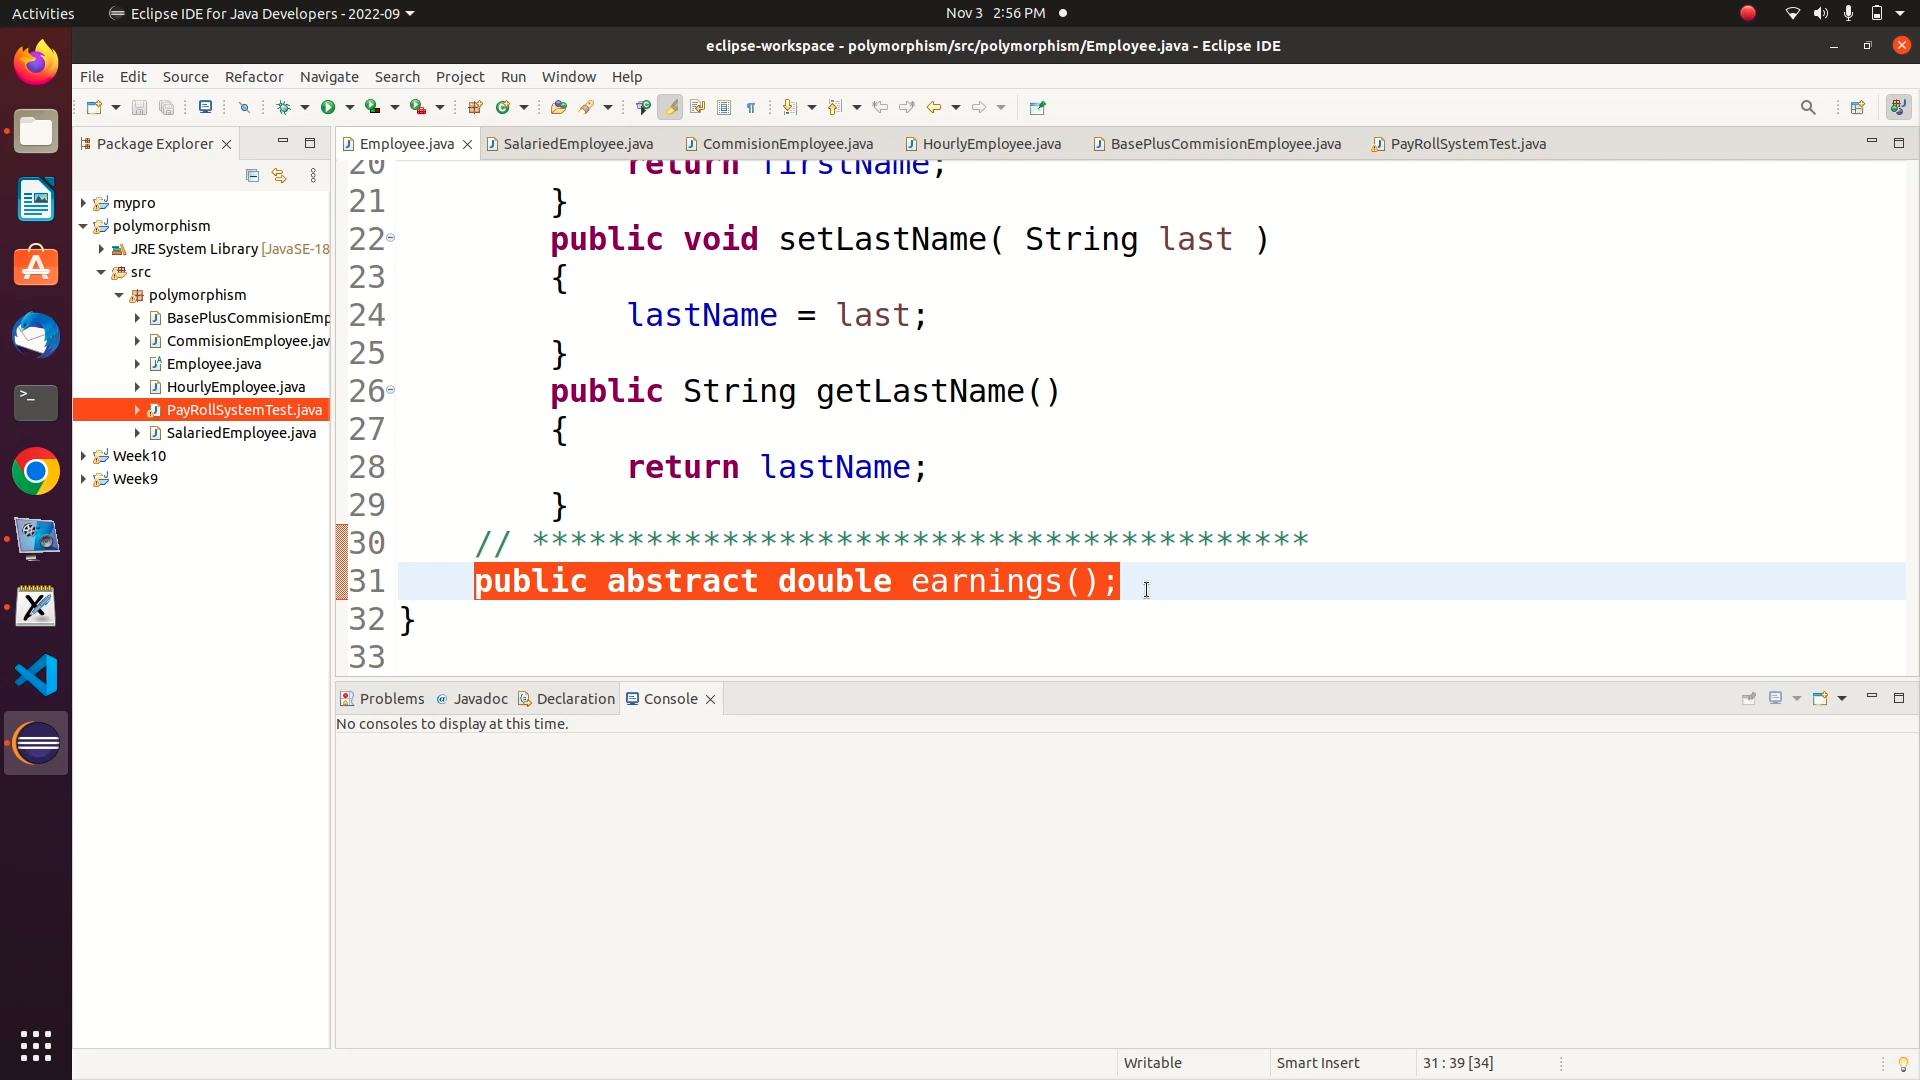 Activities Eclipse IDE for Java Developers - 2022-09 Nov 3 2:56 PM
eclipse-workspace - polymorphism/src/polymorphism/Employee.java - Eclipse IDE
File Edit Source Refactor Navigate Search Project Run Window Help
Package Explorer Employee.java SalariedEmployee.java CommisionEmployee.java HourlyEmployee.java BasePlusCommisionEmployee.java PayRollSystemTest.java
mypro
polymorphism
JRE System Library [JavaSE-18
src
polymorphism
BasePlusCommisionEmp
CommisionEmployee.jav
Employee.java
HourlyEmployee.java
PayRollSystemTest.java
SalariedEmployee.java
Week10
Week9
20 return firstName;
21 }
22 public void setLastName( String last )
23 {
24 lastName = last;
25 }
26 public String getLastName()
27 {
28 return lastName;
29 }
30 // *****************************************
31 public abstract double earnings();
32 }
33
Problems Javadoc Declaration Console
No consoles to display at this time.
Writable Smart Insert 31 : 39 [34]